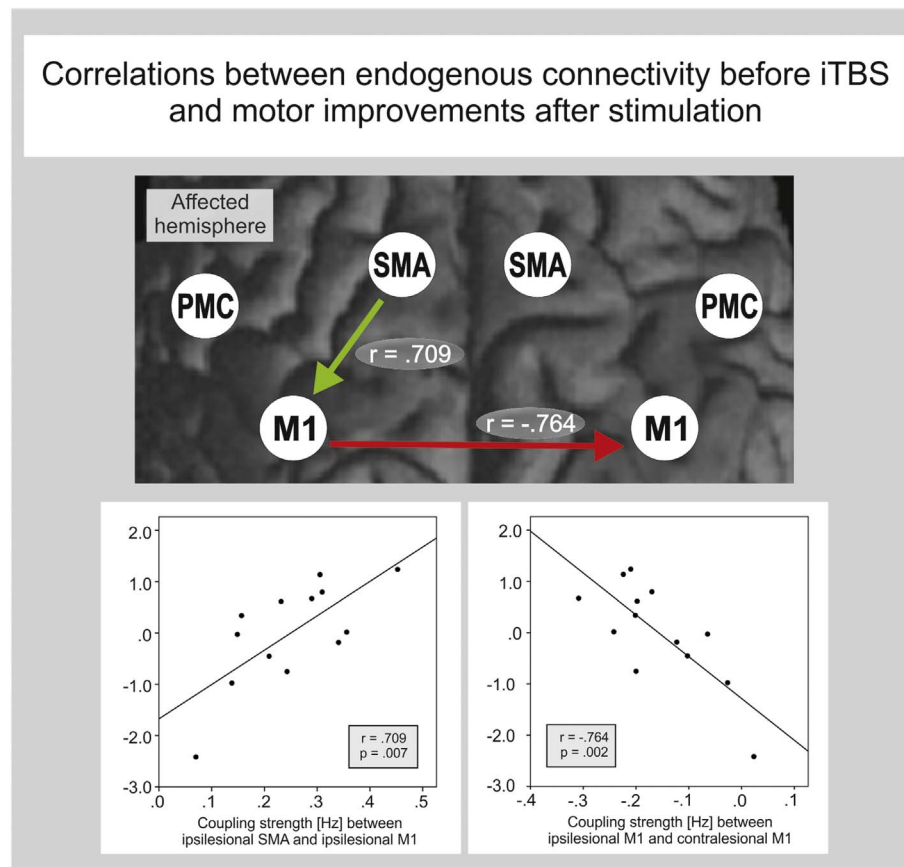 Correlations between endogenous connectivity before iTBS
and motor improvements after stimulation
Affected
hemisphere
SMA
SMA
PMC
PMC
r = .709
M1
r = -.764
M1
2.0
1.0
.0
-1.0
-2.0
-3.0
r = .709
p = .007
.0 .1 .2 .3 .4 .5
Coupling strength [Hz] between
ipsilesional SMA and ipsilesional M1
2.0
1.0
.0
-1.0
-2.0
-3.0
r = -.764
p = .002
-.4 -.3 -.2 -.1 .0 .1
Coupling strength [Hz] between
ipsilesional M1 and contralesional M1